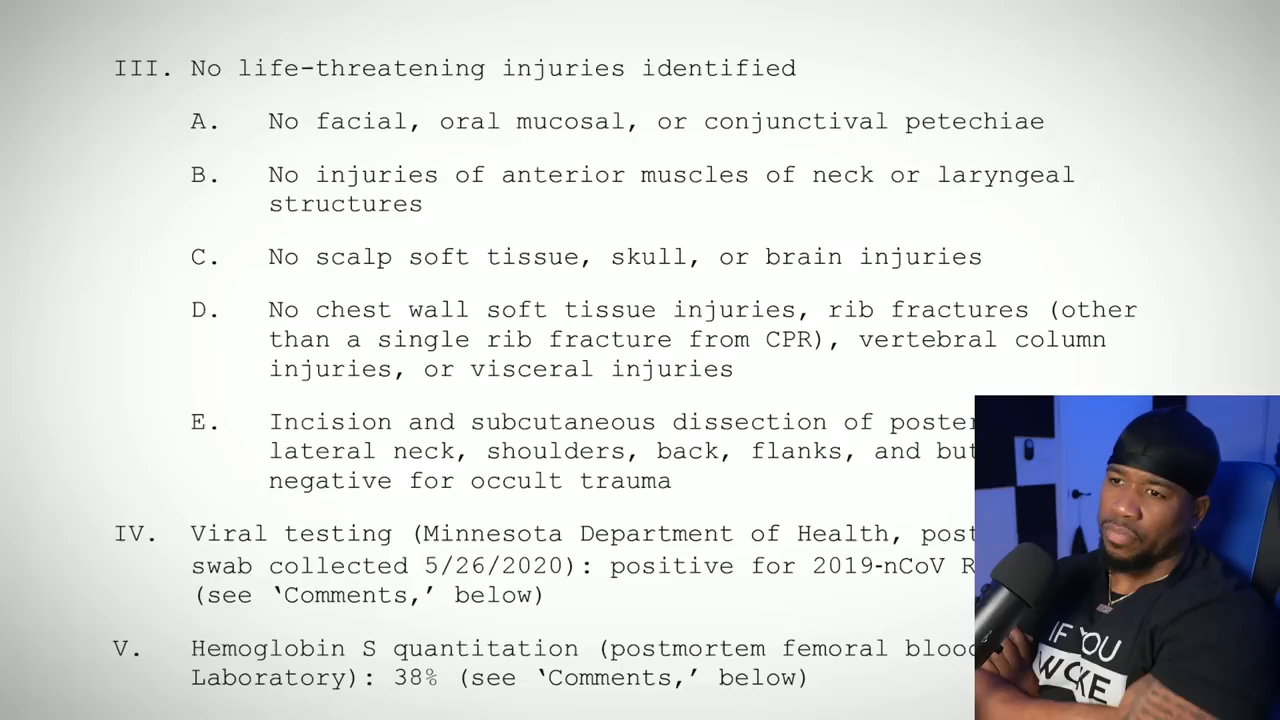 III. No life-threatening injuries identified
A. No facial, oral mucosal, or conjunctival petechiae
B. No injuries of anterior muscles of neck or laryngeal
structures
C. No scalp soft tissue, skull, or brain injuries
D. No chest wall soft tissue injuries, rib fractures (other
than a single rib fracture from CPR), vertebral column
injuries, or visceral injuries
E. Incision and subcutaneous dissection of poster
lateral neck, shoulders, back, flanks, and but
negative for occult trauma
IV. Viral testing (Minnesota Department of Health, post
swab collected 5/26/2020): positive for 2019-nCoV R
(see ‘Comments,’ below)
V. Hemoglobin S quantitation (postmortem femoral blood
Laboratory): 38% (see ‘Comments,’ below)
IF YOU
WOKE